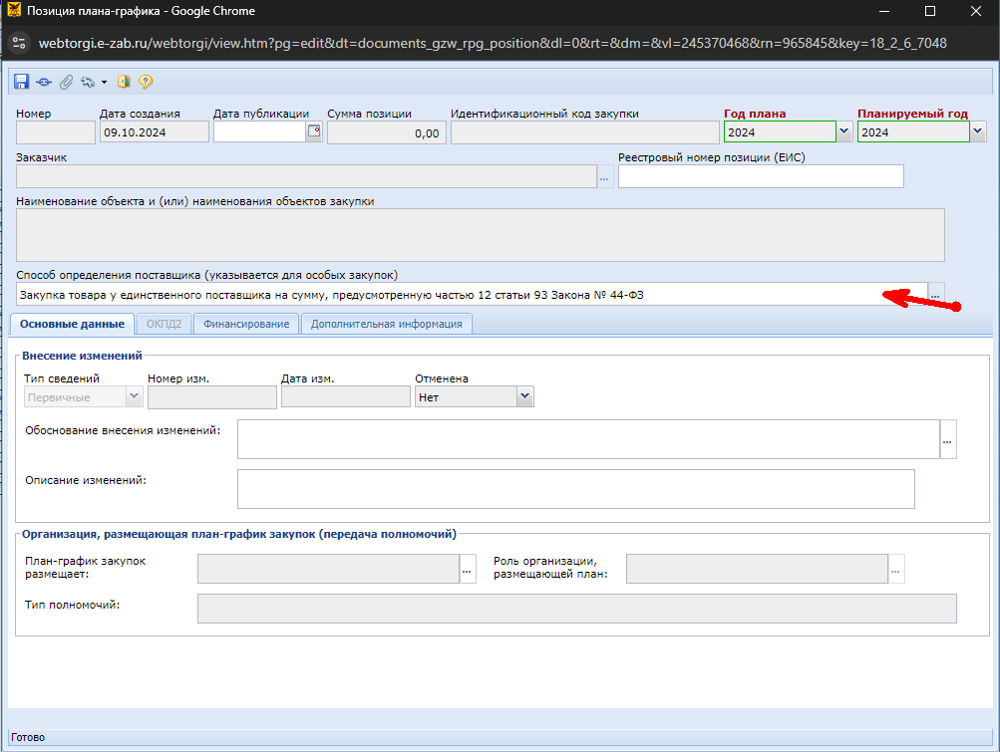 Позиция плана-графика - Google Chrome
webtorgi.e-zab.ru/webtorgi/view.htm?pg=edit&dt=documents_gzw_rpg_position&dl=0&rt=&dm=&vl=245370468&rn=965845&key=18_2_6_7048
Номер Дата создания Дата публикации Сумма позиции Идентификационный код закупки Год плана Планируемый год
09.10.2024 0,00 2024 2024
Заказчик Реестровый номер позиции (ЕИС)
...
Наименование объекта и (или) наименования объектов закупки
Способ определения поставщика (указывается для особых закупок)
Закупка товара у единственного поставщика на сумму, предусмотренную частью 12 статьи 93 Закона № 44-ФЗ ...
Основные данные ОКПД2 Финансирование Дополнительная информация
Внесение изменений
Тип сведений Номер изм. Дата изм. Отменена
Первичные Нет
Обоснование внесения изменений: ...
Описание изменений:
Организация, размещающая план-график закупок (передача полномочий)
План-график закупок Роль организации,
размещает: ... размещающей план: ...
Тип полномочий:
Готово